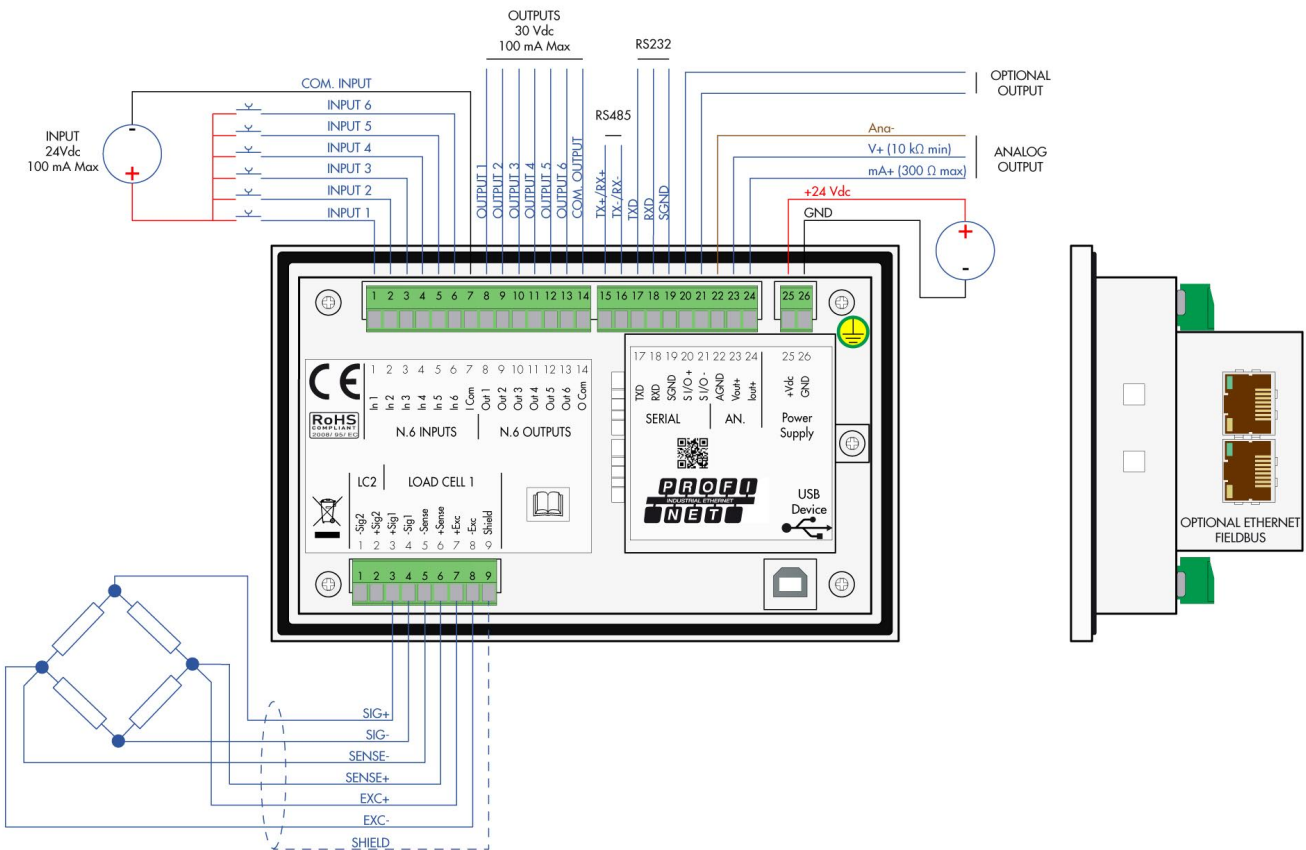 OUTPUTS
30 Vdc
100 mA Max
RS232
COM. INPUT
INPUT 6
INPUT 5
INPUT 4
INPUT 3
INPUT 2
INPUT 1
INPUT
24Vdc
100 mA Max
-
+
OUTPUT 1
OUTPUT 2
OUTPUT 3
OUTPUT 4
OUTPUT 5
OUTPUT 6
COM. OUTPUT
RS485
TX+/RX+
TX-/RX-
TXD
RXD
SGND
OPTIONAL
OUTPUT
Ana-
V+ (10 kΩ min)
mA+ (300 Ω max)
ANALOG
OUTPUT
+24 Vdc
GND
+
-
1 2 3 4 5 6 7 8 9 10 11 12 13 14
15 16 17 18 19 20 21 22 23 24
25 26
CE
RoHS
COMPLIANT
2008/95/EC
1 2 3 4 5 6 7 8 9 10 11 12 13 14
In 1
In 2
In 3
In 4
In 5
In 6
I Com
Out 1
Out 2
Out 3
Out 4
Out 5
Out 6
O Com
N.6 INPUTS
N.6 OUTPUTS
17 18 19 20 21 22 23 24 25 26
TXD
RXD
SGND
S I/O +
S I/O -
AGND
Vout+
Iout+
+Vdc
GND
SERIAL
AN.
Power
Supply
PROFI
INDUSTRIAL ETHERNET
NET
USB
Device
LC2
LOAD CELL 1
-Sig2
+Sig2
+Sig1
-Sig1
-Sense
+Sense
+Exc
-Exc
Shield
1 2 3 4 5 6 7 8 9
1 2 3 4 5 6 7 8 9
SIG+
SIG-
SENSE-
SENSE+
EXC+
EXC-
SHIELD
OPTIONAL ETHERNET
FIELDBUS